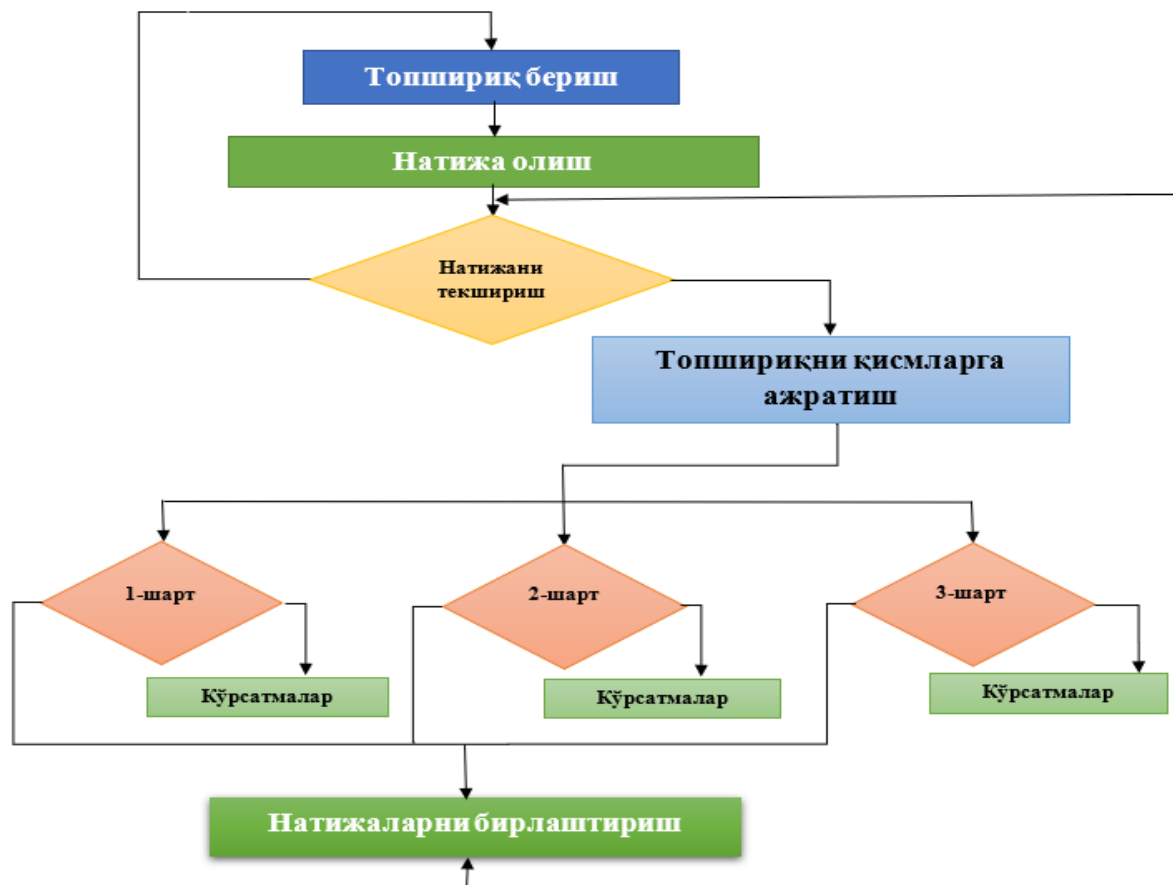 Топшириқ бериш
Натижа олиш
Натижани
текшириш
Топшириқни қисмларга
ажратиш
1-шарт
2-шарт
3-шарт
Кўрсатмалар
Кўрсатмалар
Кўрсатмалар
Натижаларни бирлаштириш